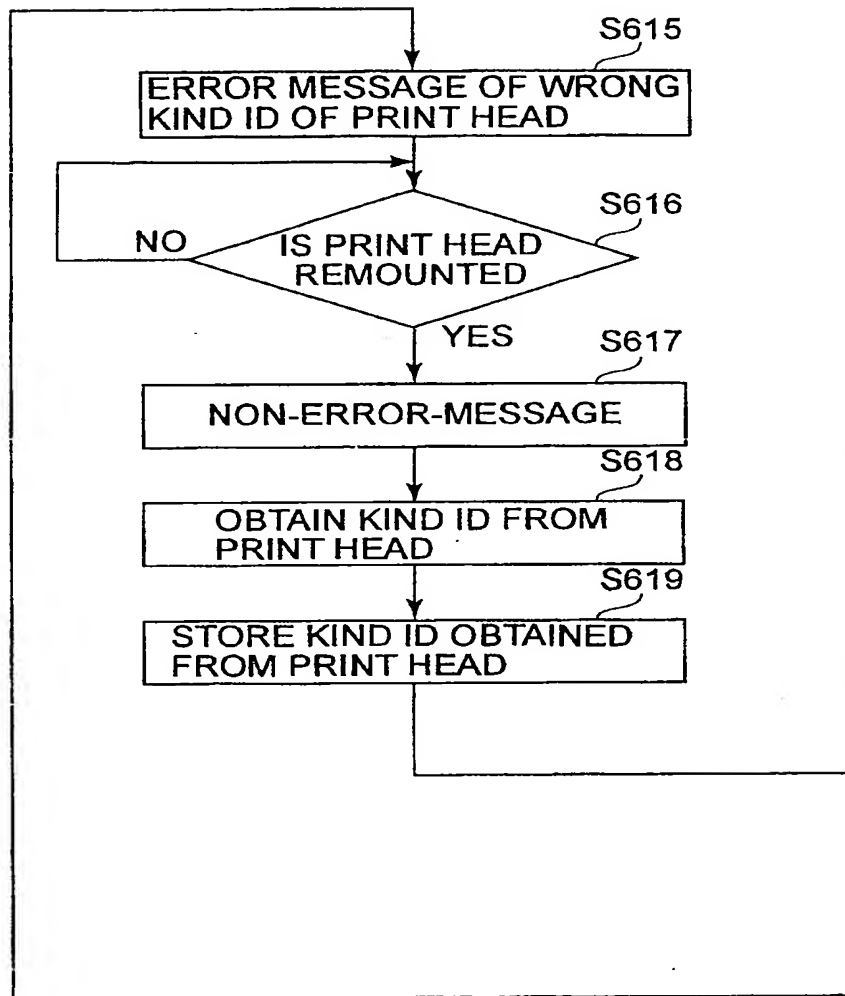 S615
ERROR MESSAGE OF WRONG
KIND ID OF PRINT HEAD
S616
NO
IS PRINT HEAD
REMOUNTED
YES
S617
NON-ERROR-MESSAGE
S618
OBTAIN KIND ID FROM
PRINT HEAD
S619
STORE KIND ID OBTAINED
FROM PRINT HEAD